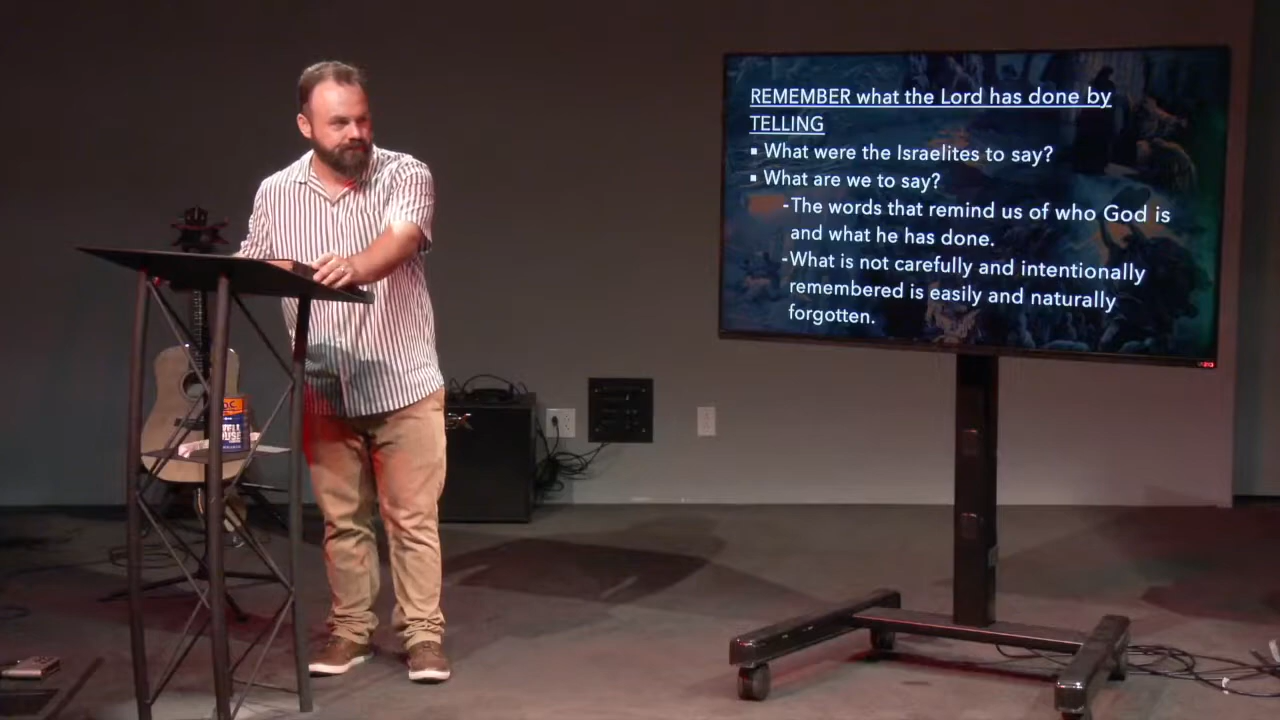 REMEMBER what the Lord has done by
TELLING
▪ What were the Israelites to say?
▪ What are we to say?
-The words that remind us of who God is
and what he has done.
-What is not carefully and intentionally
remembered is easily and naturally
forgotten.